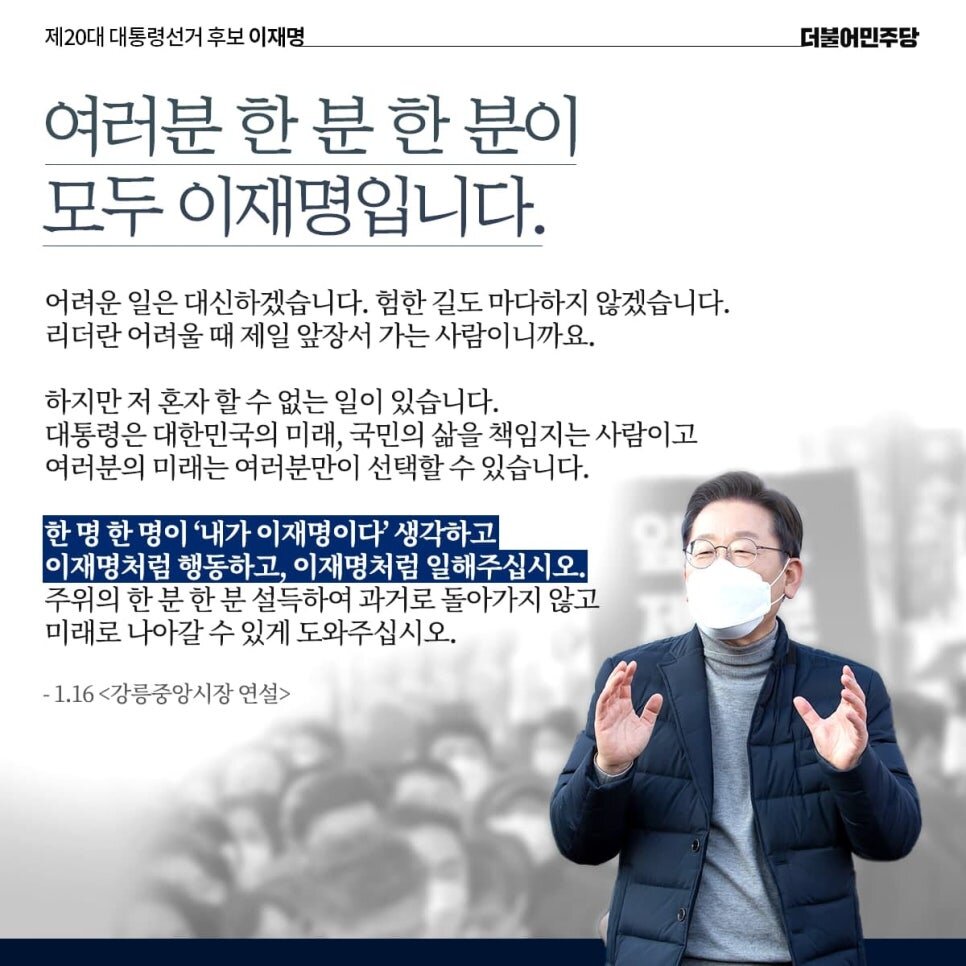 제20대 대통령선거 후보 이재명
더불어민주당
여러분 한 분 한 분이
모두 이재명입니다.
어려운 일은 대신하겠습니다. 험한 길도 마다하지 않겠습니다.
리더란 어려울 때 제일 앞장서 가는 사람이니까요.
하지만 저 혼자 할 수 없는 일이 있습니다.
대통령은 대한민국의 미래, 국민의 삶을 책임지는 사람이고
여러분의 미래는 여러분만이 선택할 수 있습니다.
한 명 한 명이 ‘내가 이재명이다’ 생각하고
이재명처럼 행동하고, 이재명처럼 일해주십시오.
주위의 한 분 한 분 설득하여 과거로 돌아가지 않고
미래로 나아갈 수 있게 도와주십시오.
- 1.16 <강릉중앙시장 연설>